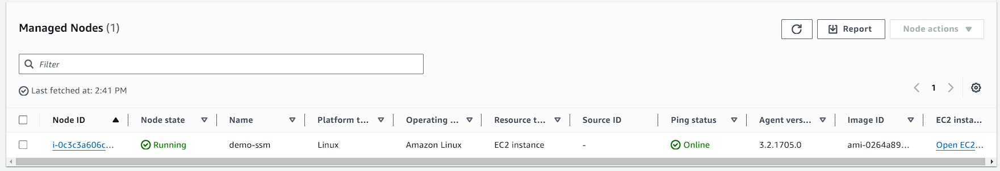 Managed Nodes (1)
Report
Node actions
Filter
Last fetched at: 2:41 PM
1
Node ID Node state Name Platform t... Operating ... Resource t... Source ID Ping status Agent vers... Image ID EC2 insta...
i-0c3c3a606c... Running demo-ssm Linux Amazon Linux EC2 instance - Online 3.2.1705.0 ami-0264a89... Open EC2...